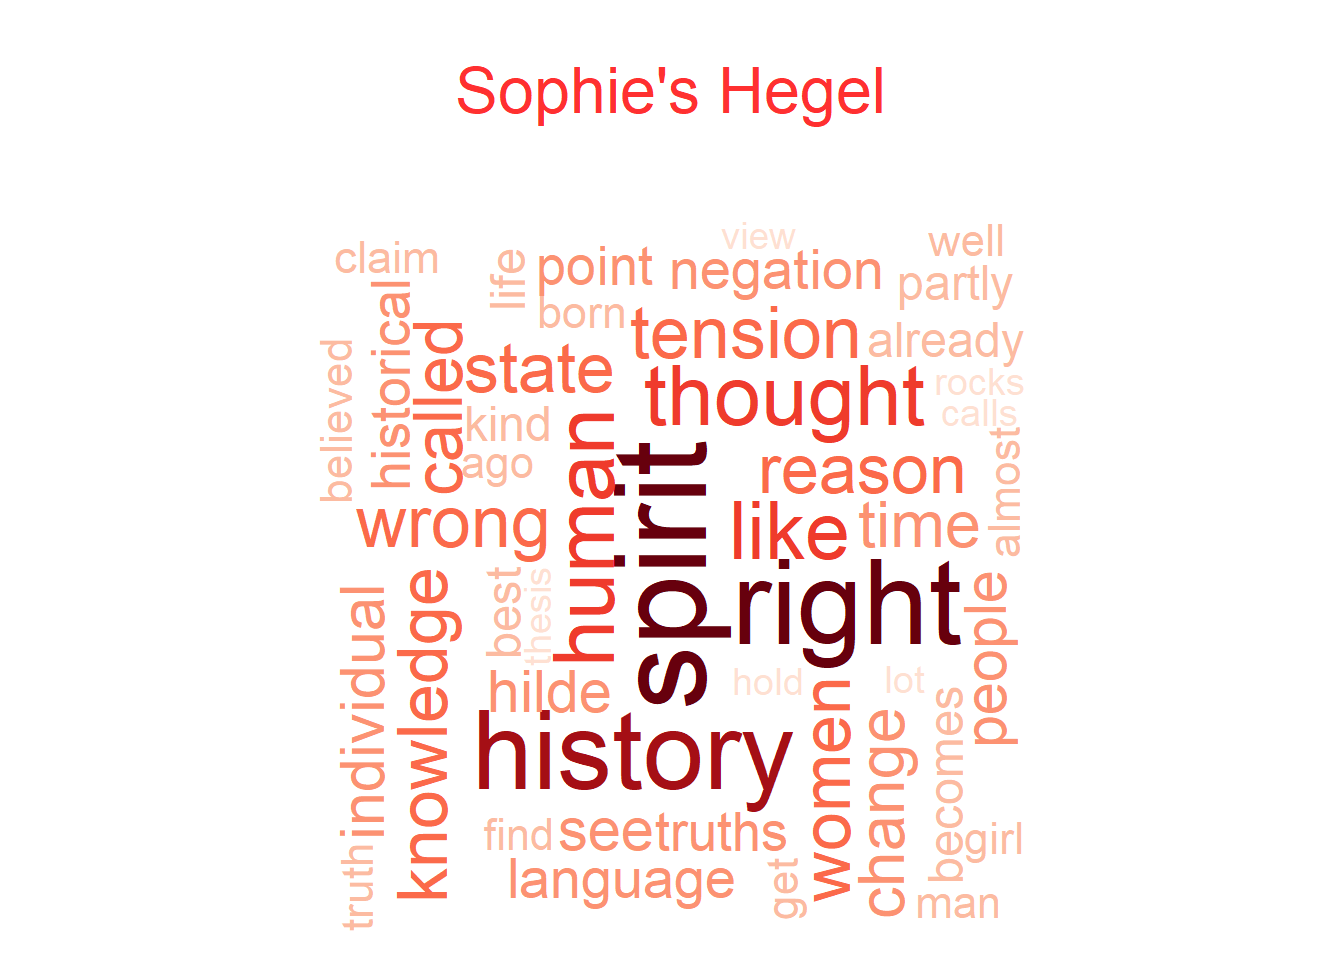 Sophie's Hegel
view
well
claim
life
point
negation
partly
born
historical
called
tension
already
believed
state
thought
rocks
calls
kind
human
spirit
ago
reason
almost
wrong
like
time
right
people
individual
knowledge
best
thesis
hilde
hold
lot
history
women
change
becomes
find
see
truths
girl
truth
language
get
man